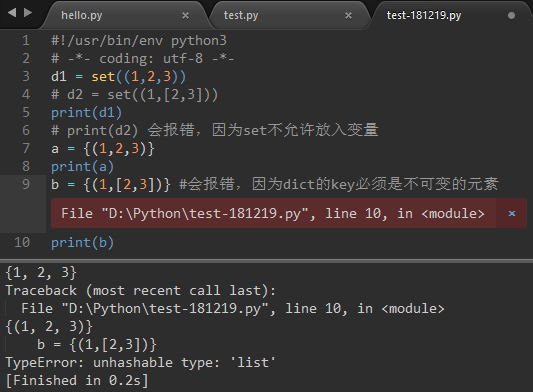 hello.py × test.py × test-181219.py
1 #!/usr/bin/env python3
2 # -*- coding: utf-8 -*-
3 d1 = set((1,2,3))
4 # d2 = set((1,[2,3]))
5 print(d1)
6 # print(d2) 会报错，因为set不允许放入变量
7 a = {(1,2,3)}
8 print(a)
9 b = {(1,[2,3])} #会报错，因为dict的key必须是不可变的元素
File "D:\Python\test-181219.py", line 10, in <module> ×
10 print(b)
{1, 2, 3}
Traceback (most recent call last):
  File "D:\Python\test-181219.py", line 10, in <module>
{(1, 2, 3)}
    b = {(1,[2,3])}
TypeError: unhashable type: 'list'
[Finished in 0.2s]